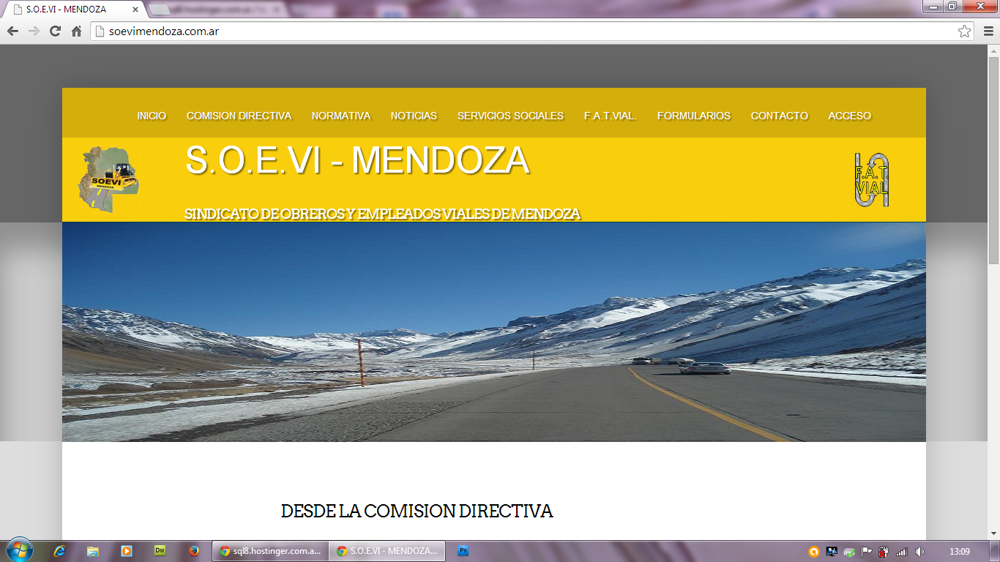 S.O.E.VI - MENDOZA
soevimendoza.com.ar
INICIO COMISION DIRECTIVA NORMATIVA NOTICIAS SERVICIOS SOCIALES F.A.T.VIAL. FORMULARIOS CONTACTO ACCESO
S.O.E.VI - MENDOZA
SOEVI
MENDOZA
F.A.T.
VIAL
SINDICATO DE OBREROS Y EMPLEADOS VIALES DE MENDOZA
DESDE LA COMISION DIRECTIVA
Dw
sql8.hostinger.com.a...
S.O.E.VI - MENDOZA...
Ps
13:09